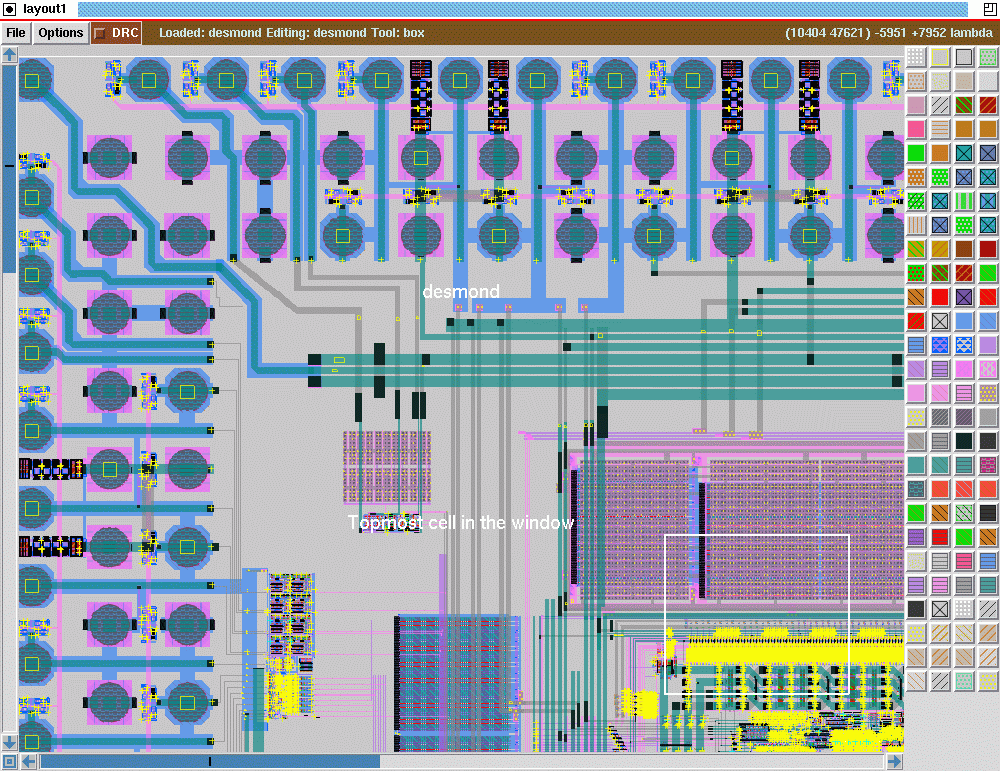 layout1
File Options DRC Loaded: desmond Editing: desmond Tool: box (10404 47621) -5951 +7952 lambda
desmond
Topmost cell in the window